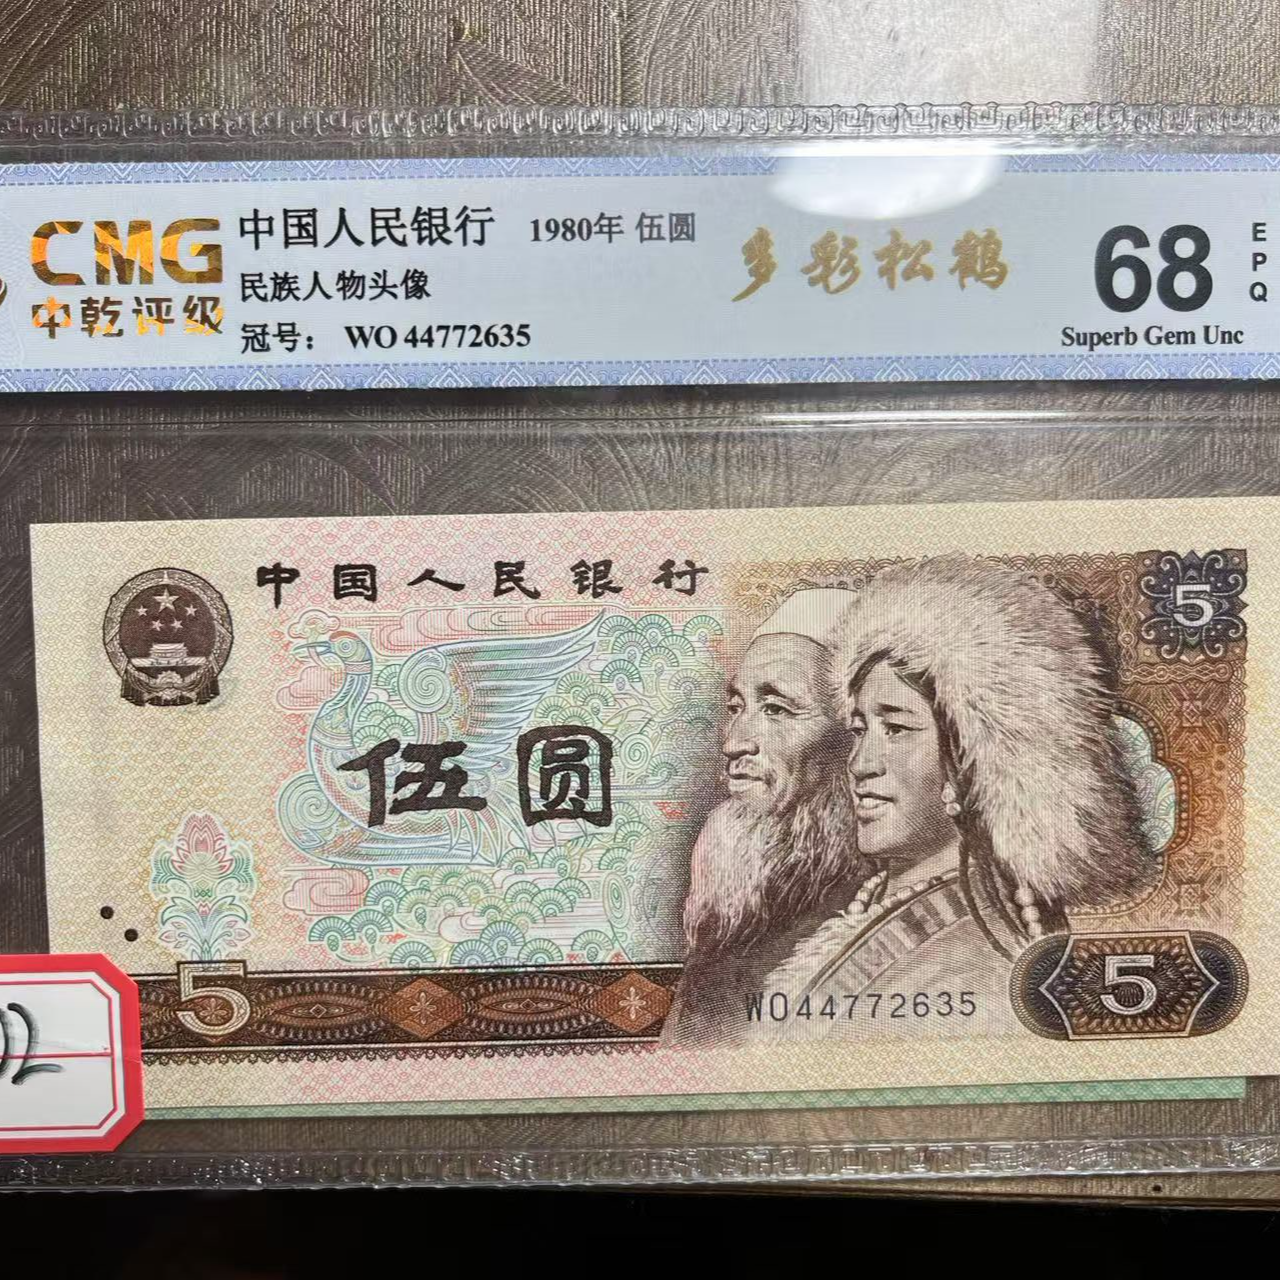 CMG
中乾评级
中国人民银行 1980年 伍圆
民族人物头像
冠号： WO 44772635
多彩松鹤
68
EPQ
Superb Gem Unc
中国人民银行
5
伍圆
5
WO44772635
5